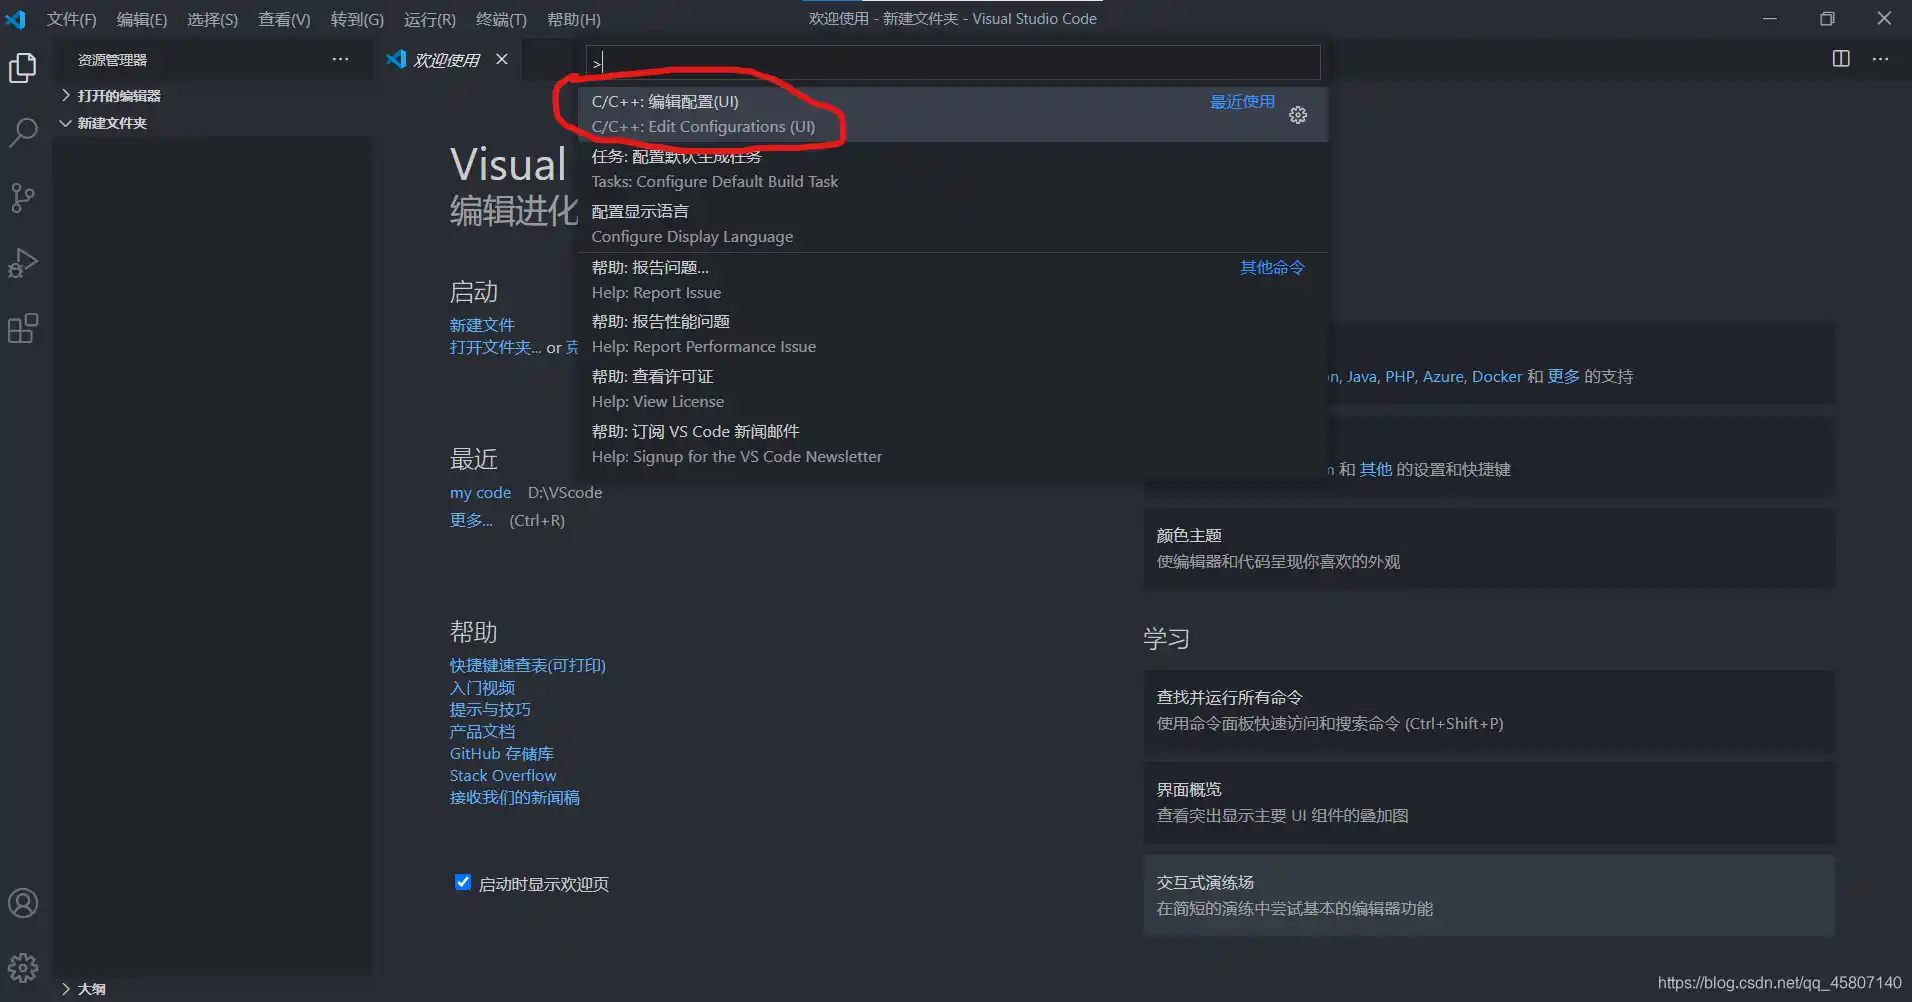 文件(F) 编辑(E) 选择(S) 查看(V) 转到(G) 运行(R) 终端(T) 帮助(H)
欢迎使用 - 新建文件夹 - Visual Studio Code
资源管理器
欢迎使用
打开的编辑器
新建文件夹
大纲
>
C/C++: 编辑配置(UI)
最近使用
C/C++: Edit Configurations (UI)
任务: 配置默认生成任务
Tasks: Configure Default Build Task
配置显示语言
Configure Display Language
帮助: 报告问题...
其他命令
Help: Report Issue
帮助: 报告性能问题
Help: Report Performance Issue
帮助: 查看许可证
Help: View License
帮助: 订阅 VS Code 新闻邮件
Help: Signup for the VS Code Newsletter
Visual
编辑进化
启动
新建文件
打开文件夹... or 克
最近
my code D:\VScode
更多... (Ctrl+R)
帮助
快捷键速查表(可打印)
入门视频
提示与技巧
产品文档
GitHub 存储库
Stack Overflow
接收我们的新闻稿
启动时显示欢迎页
n, Java, PHP, Azure, Docker 和 更多 的支持
和 其他 的设置和快捷键
颜色主题
使编辑器和代码呈现你喜欢的外观
学习
查找并运行所有命令
使用命令面板快速访问和搜索命令 (Ctrl+Shift+P)
界面概览
查看突出显示主要 UI 组件的叠加图
交互式演练场
在简短的演练中尝试基本的编辑器功能
https://blog.csdn.net/qq_45807140